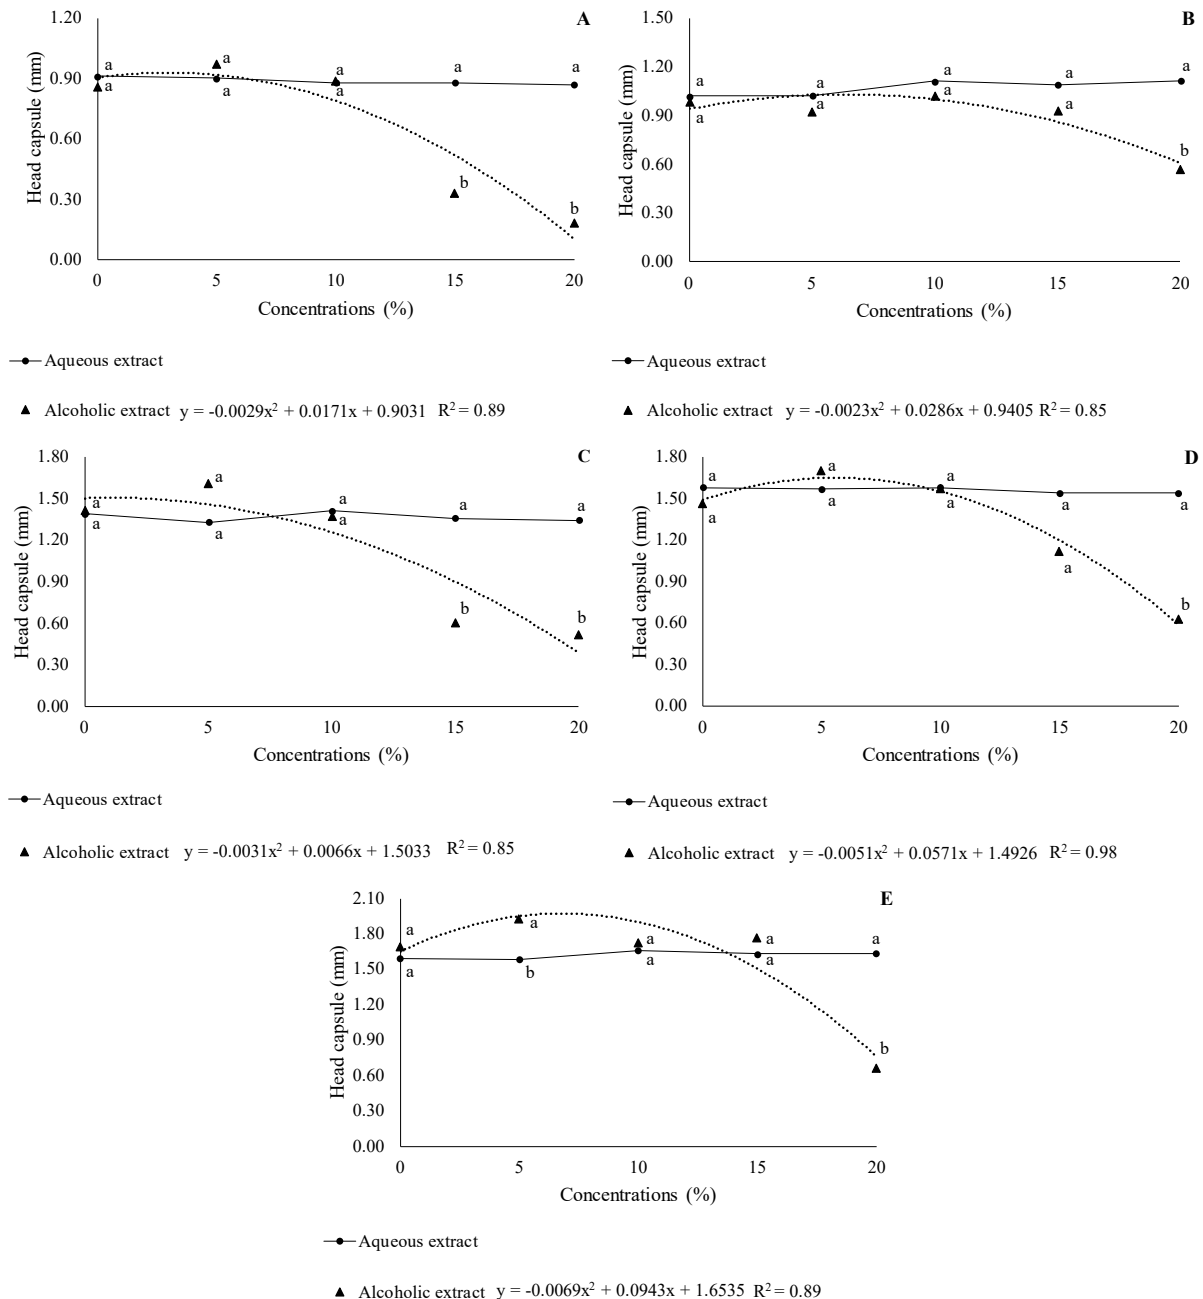 A
Head capsule (mm)
1.20
0.90
0.60
0.30
0.00
a
a
a
a
a
a
a
a
b
b
0
5
10
15
20
Concentrations (%)
Aqueous extract
Alcoholic extract y = -0.0029x² + 0.0171x + 0.9031 R² = 0.89
B
Head capsule (mm)
1.50
1.20
0.90
0.60
0.30
0.00
a
a
a
a
a
a
a
a
a
b
0
5
10
15
20
Concentrations (%)
Aqueous extract
Alcoholic extract y = -0.0023x² + 0.0286x + 0.9405 R² = 0.85
C
Head capsule (mm)
1.80
1.50
1.20
0.90
0.60
0.30
0.00
a
a
a
a
a
a
a
a
b
b
0
5
10
15
20
Concentrations (%)
Aqueous extract
Alcoholic extract y = -0.0031x² + 0.0066x + 1.5033 R² = 0.85
D
Head capsule (mm)
1.80
1.50
1.20
0.90
0.60
0.30
0.00
a
a
a
a
a
a
a
a
a
b
0
5
10
15
20
Concentrations (%)
Aqueous extract
Alcoholic extract y = -0.0051x² + 0.0571x + 1.4926 R² = 0.98
E
Head capsule (mm)
2.10
1.80
1.50
1.20
0.90
0.60
0.30
0.00
a
a
a
b
a
a
a
a
a
b
0
5
10
15
20
Concentrations (%)
Aqueous extract
Alcoholic extract y = -0.0069x² + 0.0943x + 1.6535 R² = 0.89